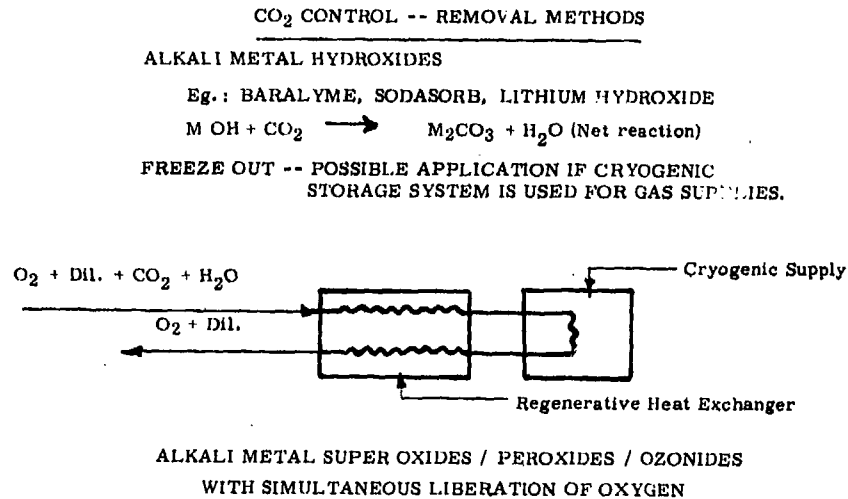 CO₂ CONTROL -- REMOVAL METHODS
ALKALI METAL HYDROXIDES
Eg.: BARALYME, SODASORB, LITHIUM HYDROXIDE
M OH + CO₂ → M₂CO₃ + H₂O (Net reaction)
FREEZE OUT -- POSSIBLE APPLICATION IF CRYOGENIC
STORAGE SYSTEM IS USED FOR GAS SUPPLIES.
O₂ + Dil. + CO₂ + H₂O
Cryogenic Supply
O₂ + Dil.
Regenerative Heat Exchanger
ALKALI METAL SUPER OXIDES / PEROXIDES / OZONIDES
WITH SIMULTANEOUS LIBERATION OF OXYGEN